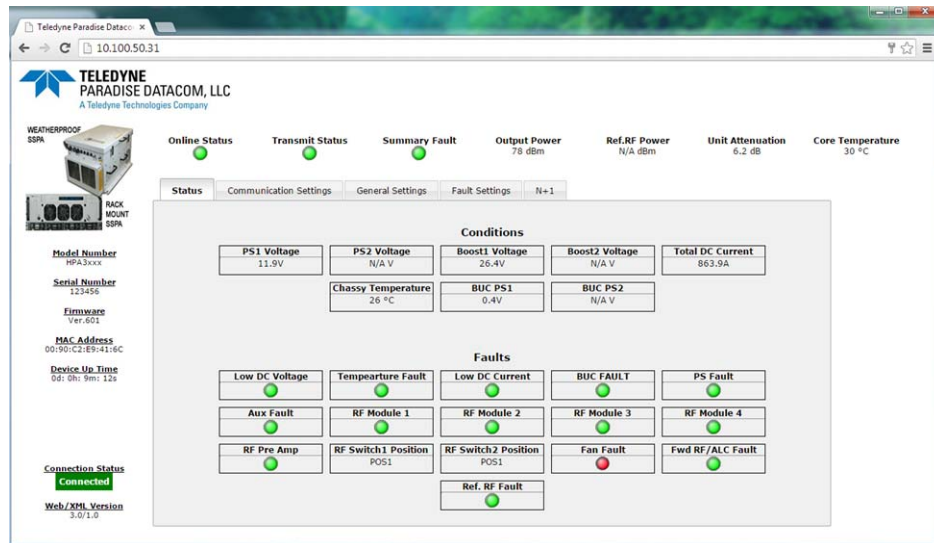 Teledyne Paradise Dataco
10.100.50.31
TELEDYNE
PARADISE DATACOM, LLC
A Teledyne Technologies Company
WEATHERPROOF
SSPA
RACK
MOUNT
SSPA
Online Status Transmit Status Summary Fault Output Power Ref.RF Power Unit Attenuation Core Temperature
78 dBm N/A dBm 6.2 dB 30 °C
Status Communication Settings General Settings Fault Settings N+1
Model Number
HPA3xxx
Serial Number
123456
Firmware
Ver.601
MAC Address
00:90:C2:E9:41:6C
Device Up Time
0d: 0h: 9m: 12s
Connection Status
Connected
Web/XML Version
3.0/1.0
Conditions
PS1 Voltage PS2 Voltage Boost1 Voltage Boost2 Voltage Total DC Current
11.9V N/A V 26.4V N/A V 863.9A
Chassy Temperature BUC PS1 BUC PS2
26 °C 0.4V N/A V
Faults
Low DC Voltage Tempearture Fault Low DC Current BUC FAULT PS Fault
Aux Fault RF Module 1 RF Module 2 RF Module 3 RF Module 4
RF Pre Amp RF Switch1 Position RF Switch2 Position Fan Fault Fwd RF/ALC Fault
POS1 POS1
Ref. RF Fault